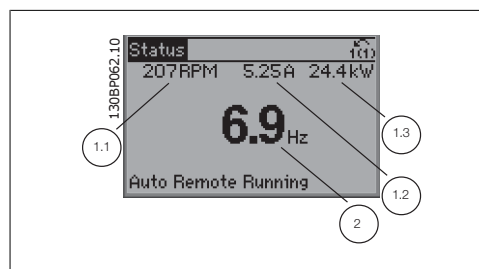 130BP062.10
Status
1(1)
207RPM 5.25A 24.4kW
6.9Hz
Auto Remote Running
1.1
1.3
1.2
2